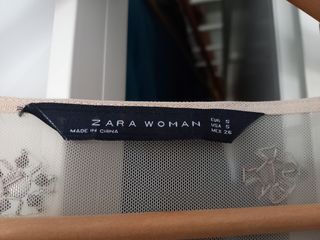 ZARA WOMAN
MADE IN CHINA
EUR S
USA S
MEX 26